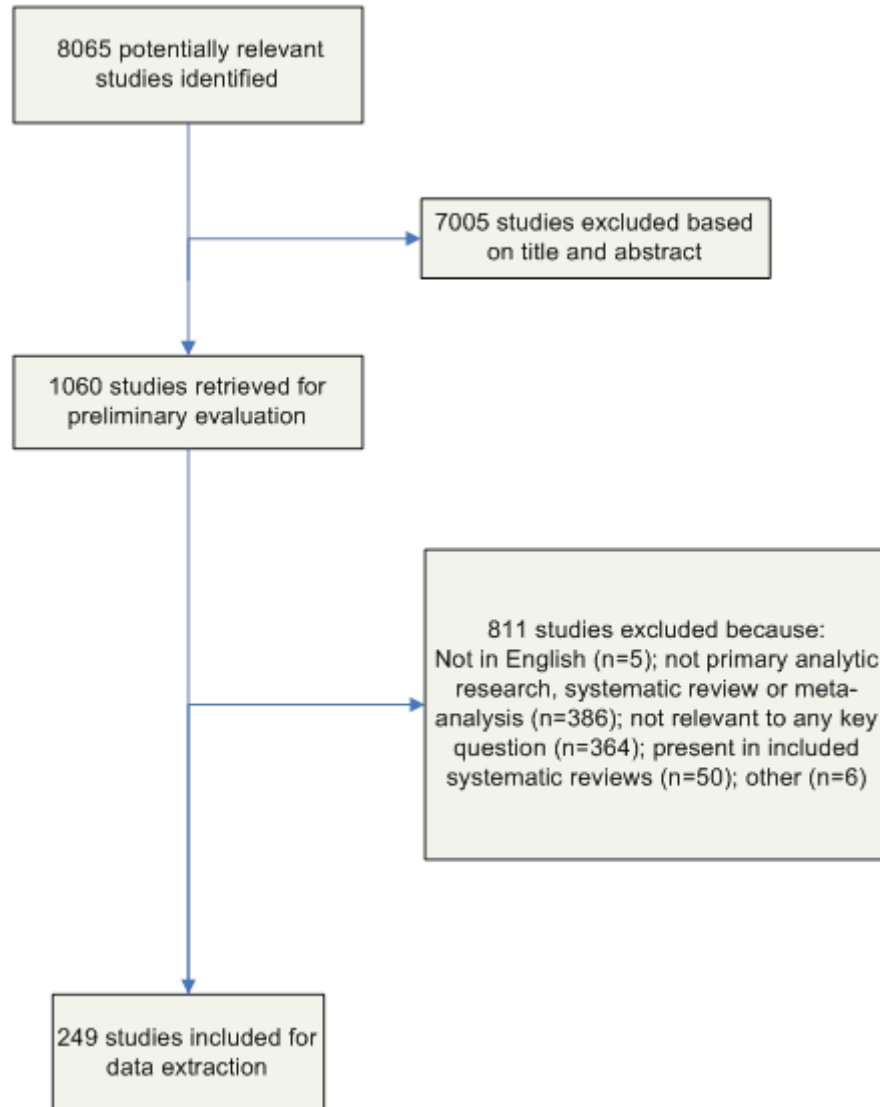 8065 potentially relevant
studies identified
7005 studies excluded based
on title and abstract
1060 studies retrieved for
preliminary evaluation
811 studies excluded because:
Not in English (n=5); not primary analytic
research, systematic review or meta-
analysis (n=386); not relevant to any key
question (n=364); present in included
systematic reviews (n=50); other (n=6)
249 studies included for
data extraction